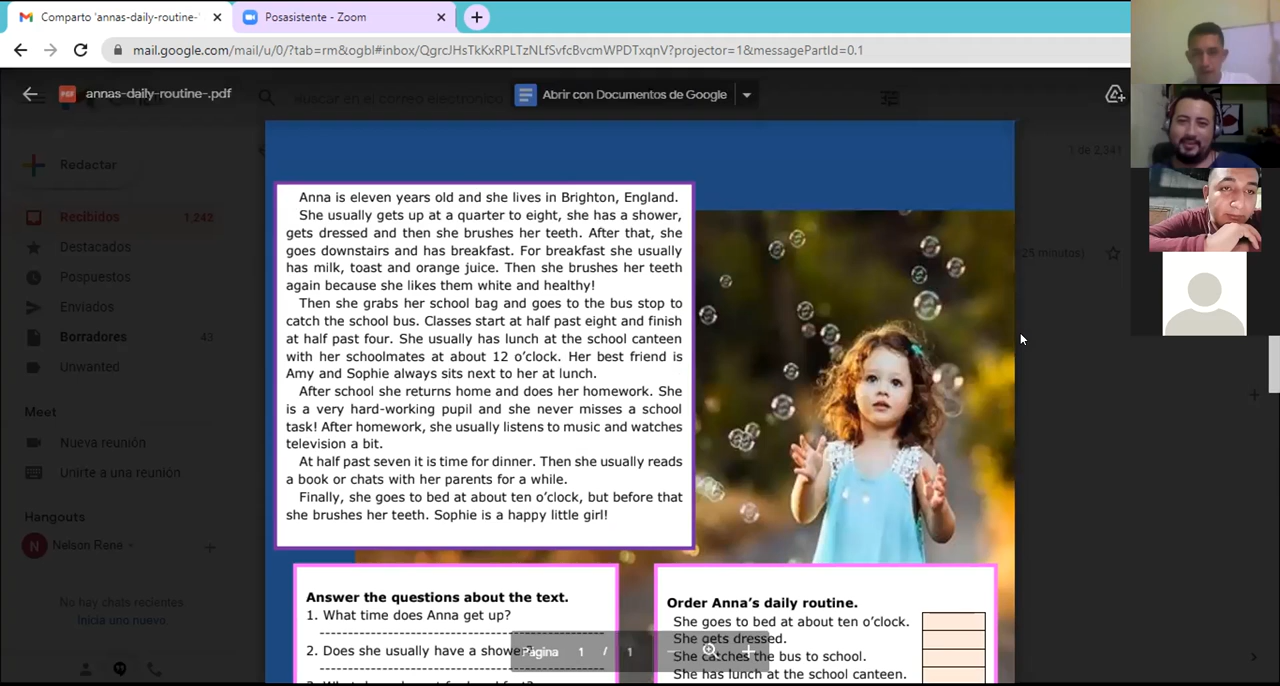 Comparto 'annas-daily-routine-'
Posasistente - Zoom
mail.google.com/mail/u/0/?tab=rm&ogbl#inbox/QgrcJHsTkKxRPLTzNLfSvfcBvcmWPDTxqnV?projector=1&messagePartId=0.1
PDF
annas-daily-routine-.pdf
Buscar en el correo electrónico
Abrir con Documentos de Google
Redactar
1 de 2,341
Recibidos 1,242
Destacados
25 minutos)
Pospuestos
Enviados
Borradores 43
Unwanted
Meet
Nueva reunión
Unirte a una reunión
Hangouts
N Nelson Rene
No hay chats recientes
Inicia uno nuevo
Anna is eleven years old and she lives in Brighton, England.
She usually gets up at a quarter to eight, she has a shower,
gets dressed and then she brushes her teeth. After that, she
goes downstairs and has breakfast. For breakfast she usually
has milk, toast and orange juice. Then she brushes her teeth
again because she likes them white and healthy!
Then she grabs her school bag and goes to the bus stop to
catch the school bus. Classes start at half past eight and finish
at half past four. She usually has lunch at the school canteen
with her schoolmates at about 12 o'clock. Her best friend is
Amy and Sophie always sits next to her at lunch.
After school she returns home and does her homework. She
is a very hard-working pupil and she never misses a school
task! After homework, she usually listens to music and watches
television a bit.
At half past seven it is time for dinner. Then she usually reads
a book or chats with her parents for a while.
Finally, she goes to bed at about ten o'clock, but before that
she brushes her teeth. Sophie is a happy little girl!
Answer the questions about the text.
1. What time does Anna get up?
2. Does she usually have a shower
Order Anna's daily routine.
She goes to bed at about ten o'clock.
She gets dressed.
She catches the bus to school.
She has lunch at the school canteen.
Página 1 / 1